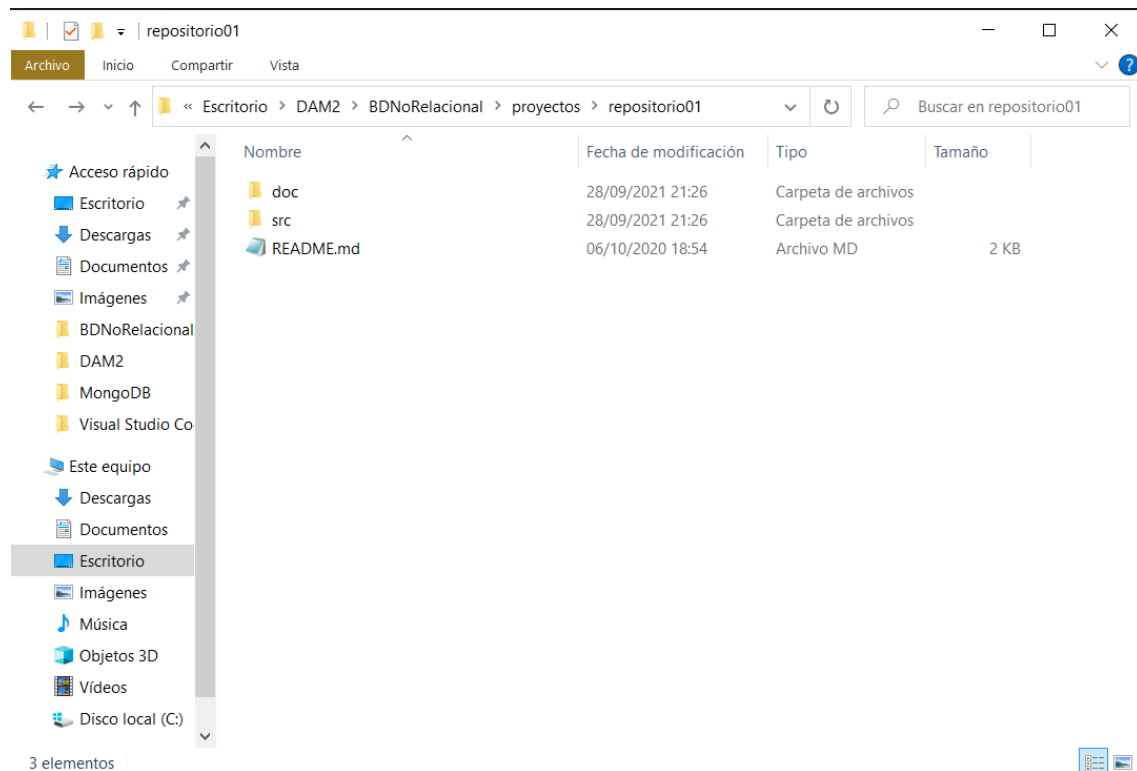 repositorio01
Archivo Inicio Compartir Vista ?
« Escritorio > DAM2 > BDNoRelacional > proyectos > repositorio01 Buscar en repositorio01
Nombre Fecha de modificación Tipo Tamaño
Acceso rápido
Escritorio
Descargas
Documentos
Imágenes
BDNoRelacional
DAM2
MongoDB
Visual Studio Co
Este equipo
Descargas
Documentos
Escritorio
Imágenes
Música
Objetos 3D
Vídeos
Disco local (C:)
doc 28/09/2021 21:26 Carpeta de archivos
src 28/09/2021 21:26 Carpeta de archivos
README.md 06/10/2020 18:54 Archivo MD 2 KB
3 elementos